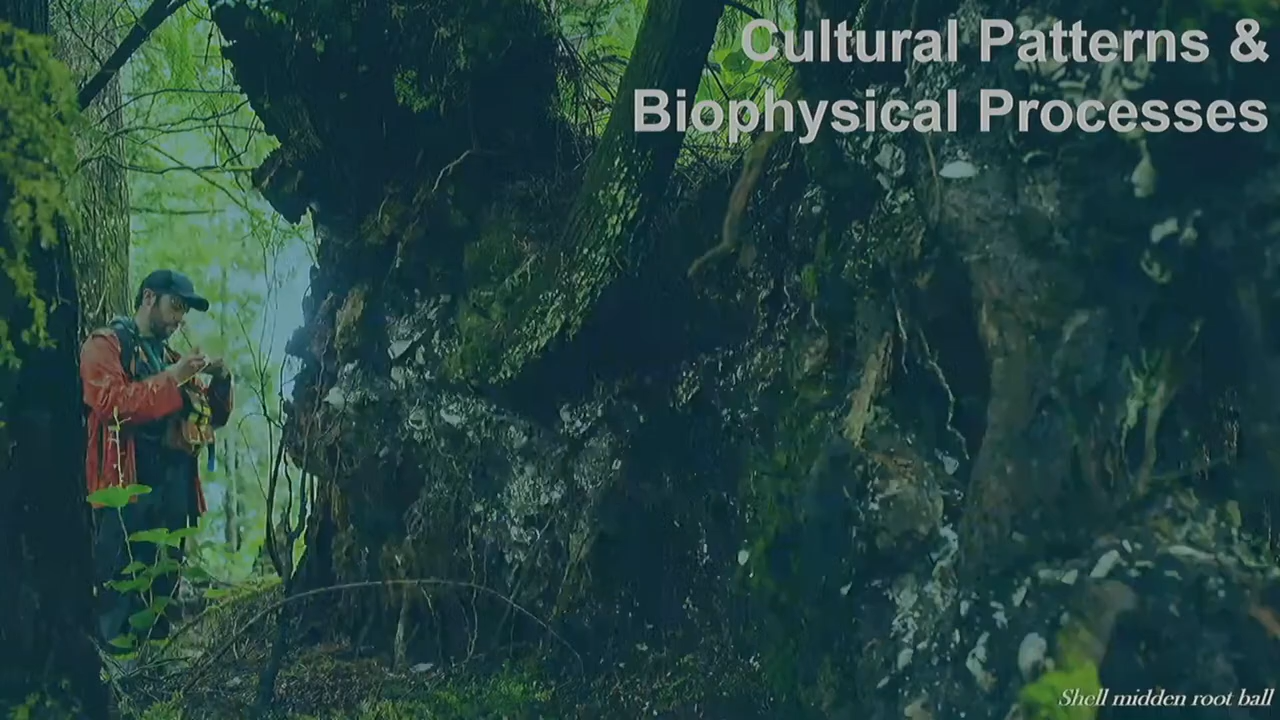 Cultural Patterns &
Biophysical Processes
Shell midden root ball